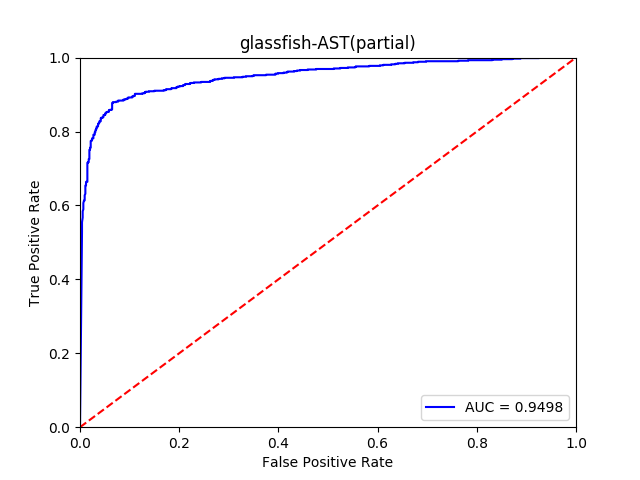 glassfish-AST(partial)
1.0
0.8
0.6
0.4
0.2
0.0
True Positive Rate
AUC = 0.9498
0.0 0.2 0.4 0.6 0.8 1.0
False Positive Rate